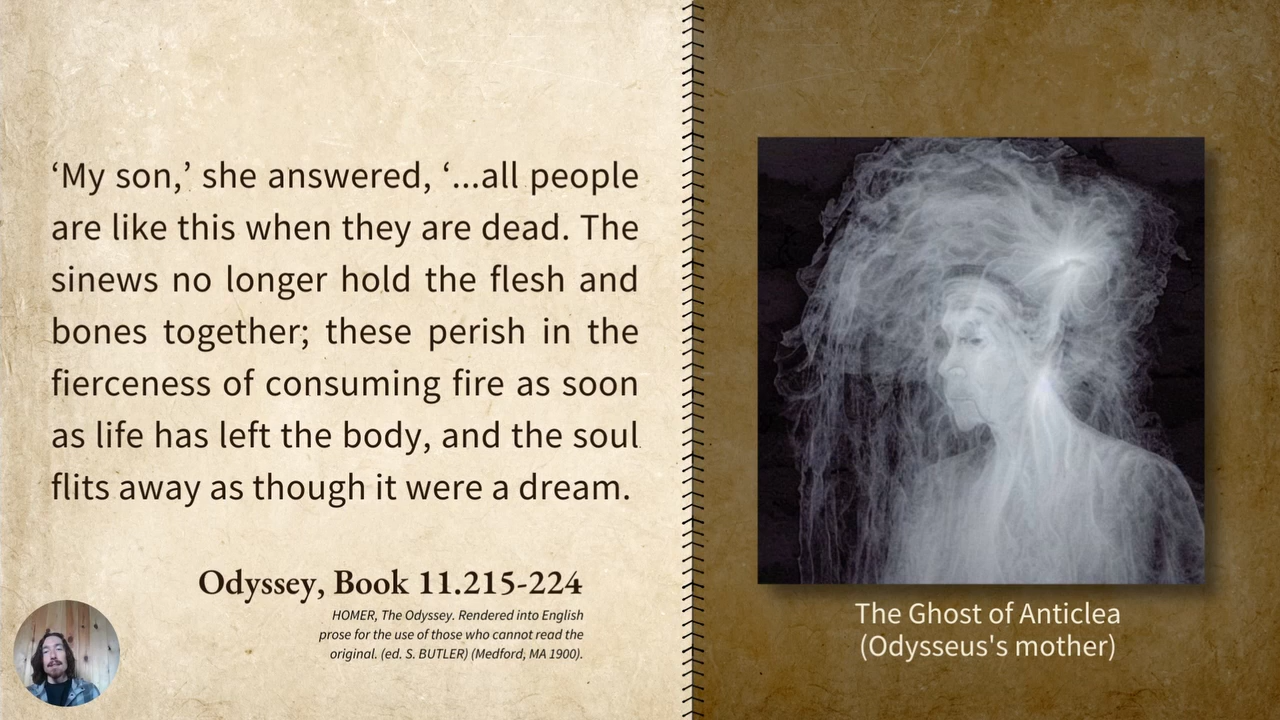 ‘My son,’ she answered, ‘...all people
are like this when they are dead. The
sinews no longer hold the flesh and
bones together; these perish in the
fierceness of consuming fire as soon
as life has left the body, and the soul
flits away as though it were a dream.
Odyssey, Book 11.215-224
HOMER, The Odyssey. Rendered into English
prose for the use of those who cannot read the
original. (ed. S. BUTLER) (Medford, MA 1900).
The Ghost of Anticlea
(Odysseus's mother)